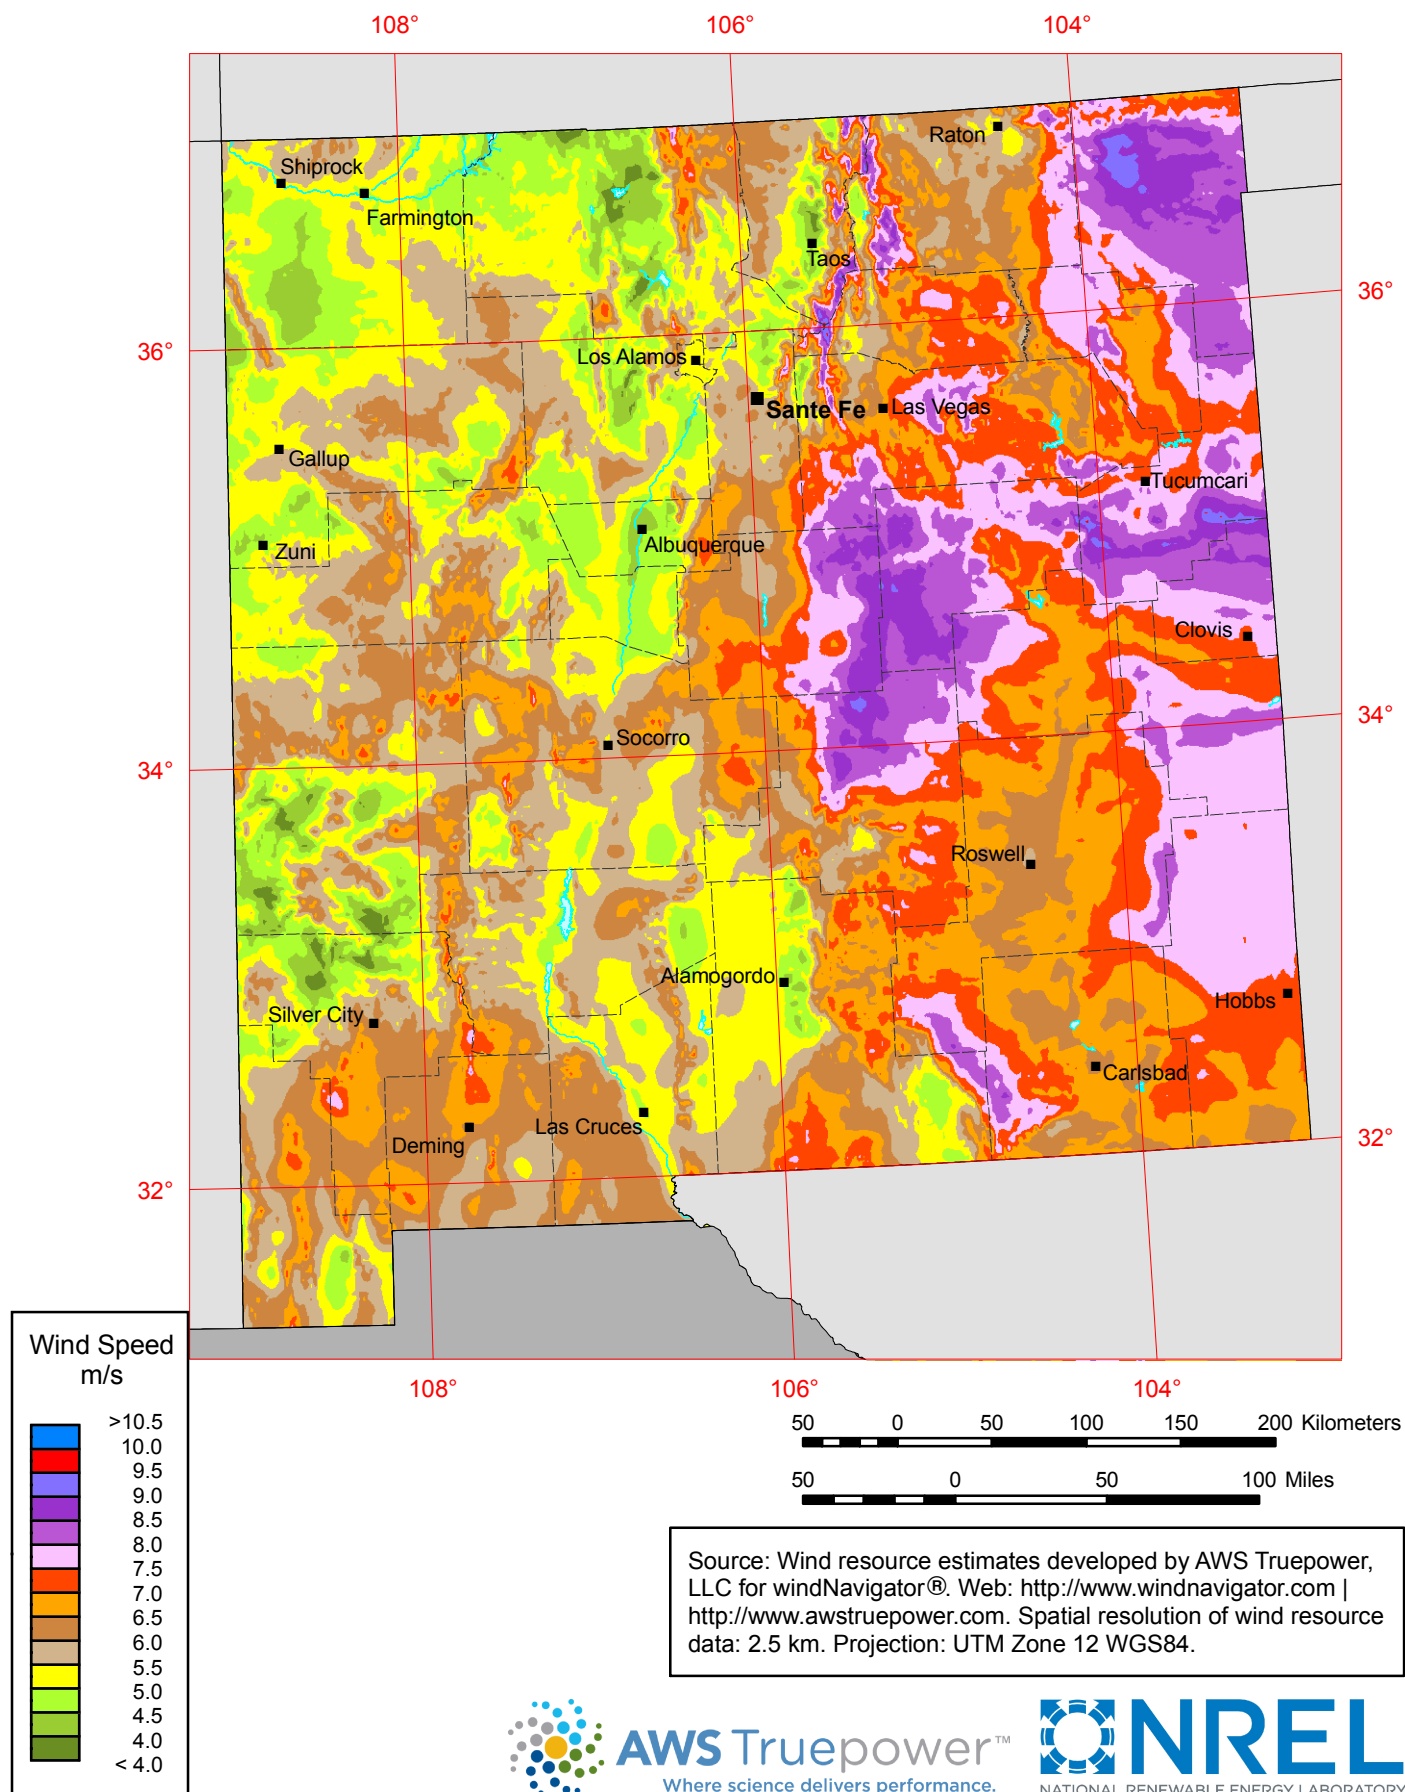 108°
106°
104°
Raton
Shiprock
Farmington
Taos
36°
36°
Los Alamos
Sante Fe
Las Vegas
Gallup
Tucumcari
Albuquerque
Zuni
Clovis
34°
Socorro
34°
Roswell
Alamogordo
Hobbs
Silver City
Carlsbad
Las Cruces
Deming
32°
32°
Wind Speed
m/s
108°
106°
104°
>10.5
10.0
9.5
9.0
8.5
8.0
7.5
7.0
6.5
6.0
5.5
5.0
4.5
4.0
< 4.0
50 0 50 100 150 200 Kilometers
50 0 50 100 Miles
Source: Wind resource estimates developed by AWS Truepower,
LLC for windNavigator®. Web: http://www.windnavigator.com |
http://www.awstruepower.com. Spatial resolution of wind resource
data: 2.5 km. Projection: UTM Zone 12 WGS84.
AWS Truepower™
Where science delivers performance.
NREL
NATIONAL RENEWABLE ENERGY LABORATORY